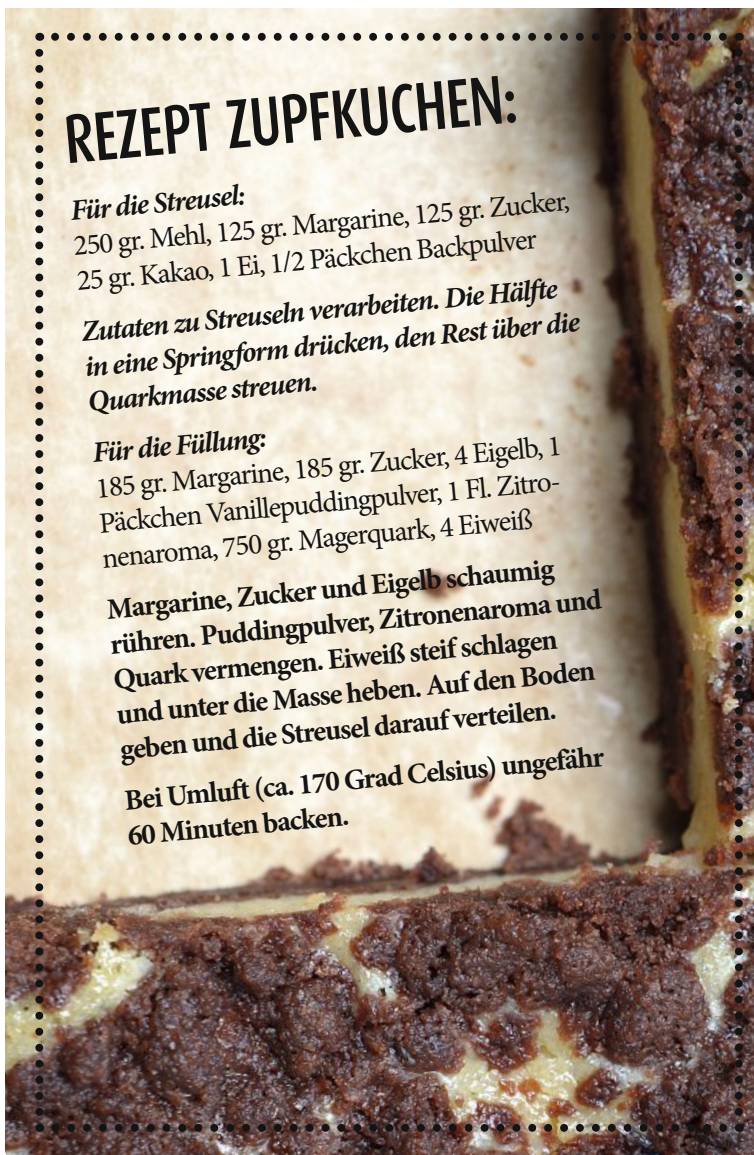 REZEPT ZUPFKUCHEN:
Für die Streusel:
250 gr. Mehl, 125 gr. Margarine, 125 gr. Zucker,
25 gr. Kakao, 1 Ei, 1/2 Päckchen Backpulver
Zutaten zu Streuseln verarbeiten. Die Hälfte
in eine Springform drücken, den Rest über die
Quarkmasse streuen.
Für die Füllung:
185 gr. Margarine, 185 gr. Zucker, 4 Eigelb, 1
Päckchen Vanillepuddingpulver, 1 Fl. Zitro-
nenaroma, 750 gr. Magerquark, 4 Eiweiß
Margarine, Zucker und Eigelb schaumig
rühren. Puddingpulver, Zitronenaroma und
Quark vermengen. Eiweiß steif schlagen
und unter die Masse heben. Auf den Boden
geben und die Streusel darauf verteilen.
Bei Umluft (ca. 170 Grad Celsius) ungefähr
60 Minuten backen.